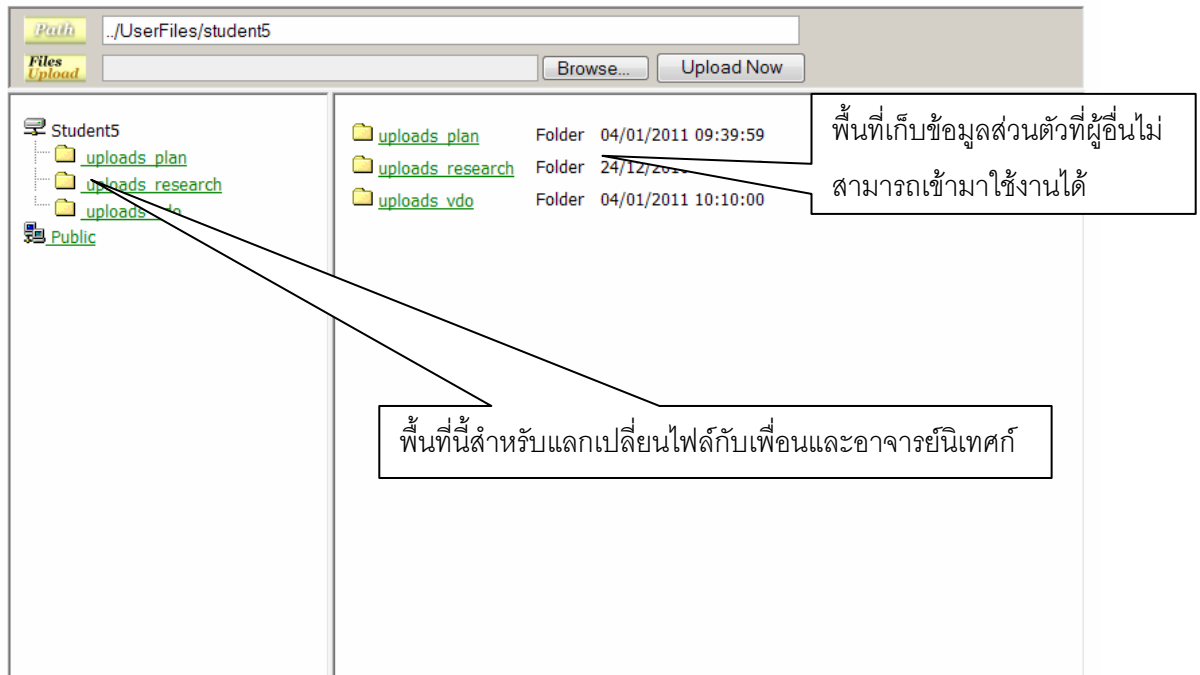 Path ../UserFiles/student5
Files Upload Browse... Upload Now
Student5
uploads_plan
uploads_research
Public
uploads_plan Folder 04/01/2011 09:39:59
uploads_research Folder
uploads_vdo Folder 04/01/2011 10:10:00
พื้นที่เก็บข้อมูลส่วนตัวที่ผู้อื่นไม่
สามารถเข้ามาใช้งานได้
พื้นที่นี้สำหรับแลกเปลี่ยนไฟล์กับเพื่อนและอาจารย์นิเทศก์